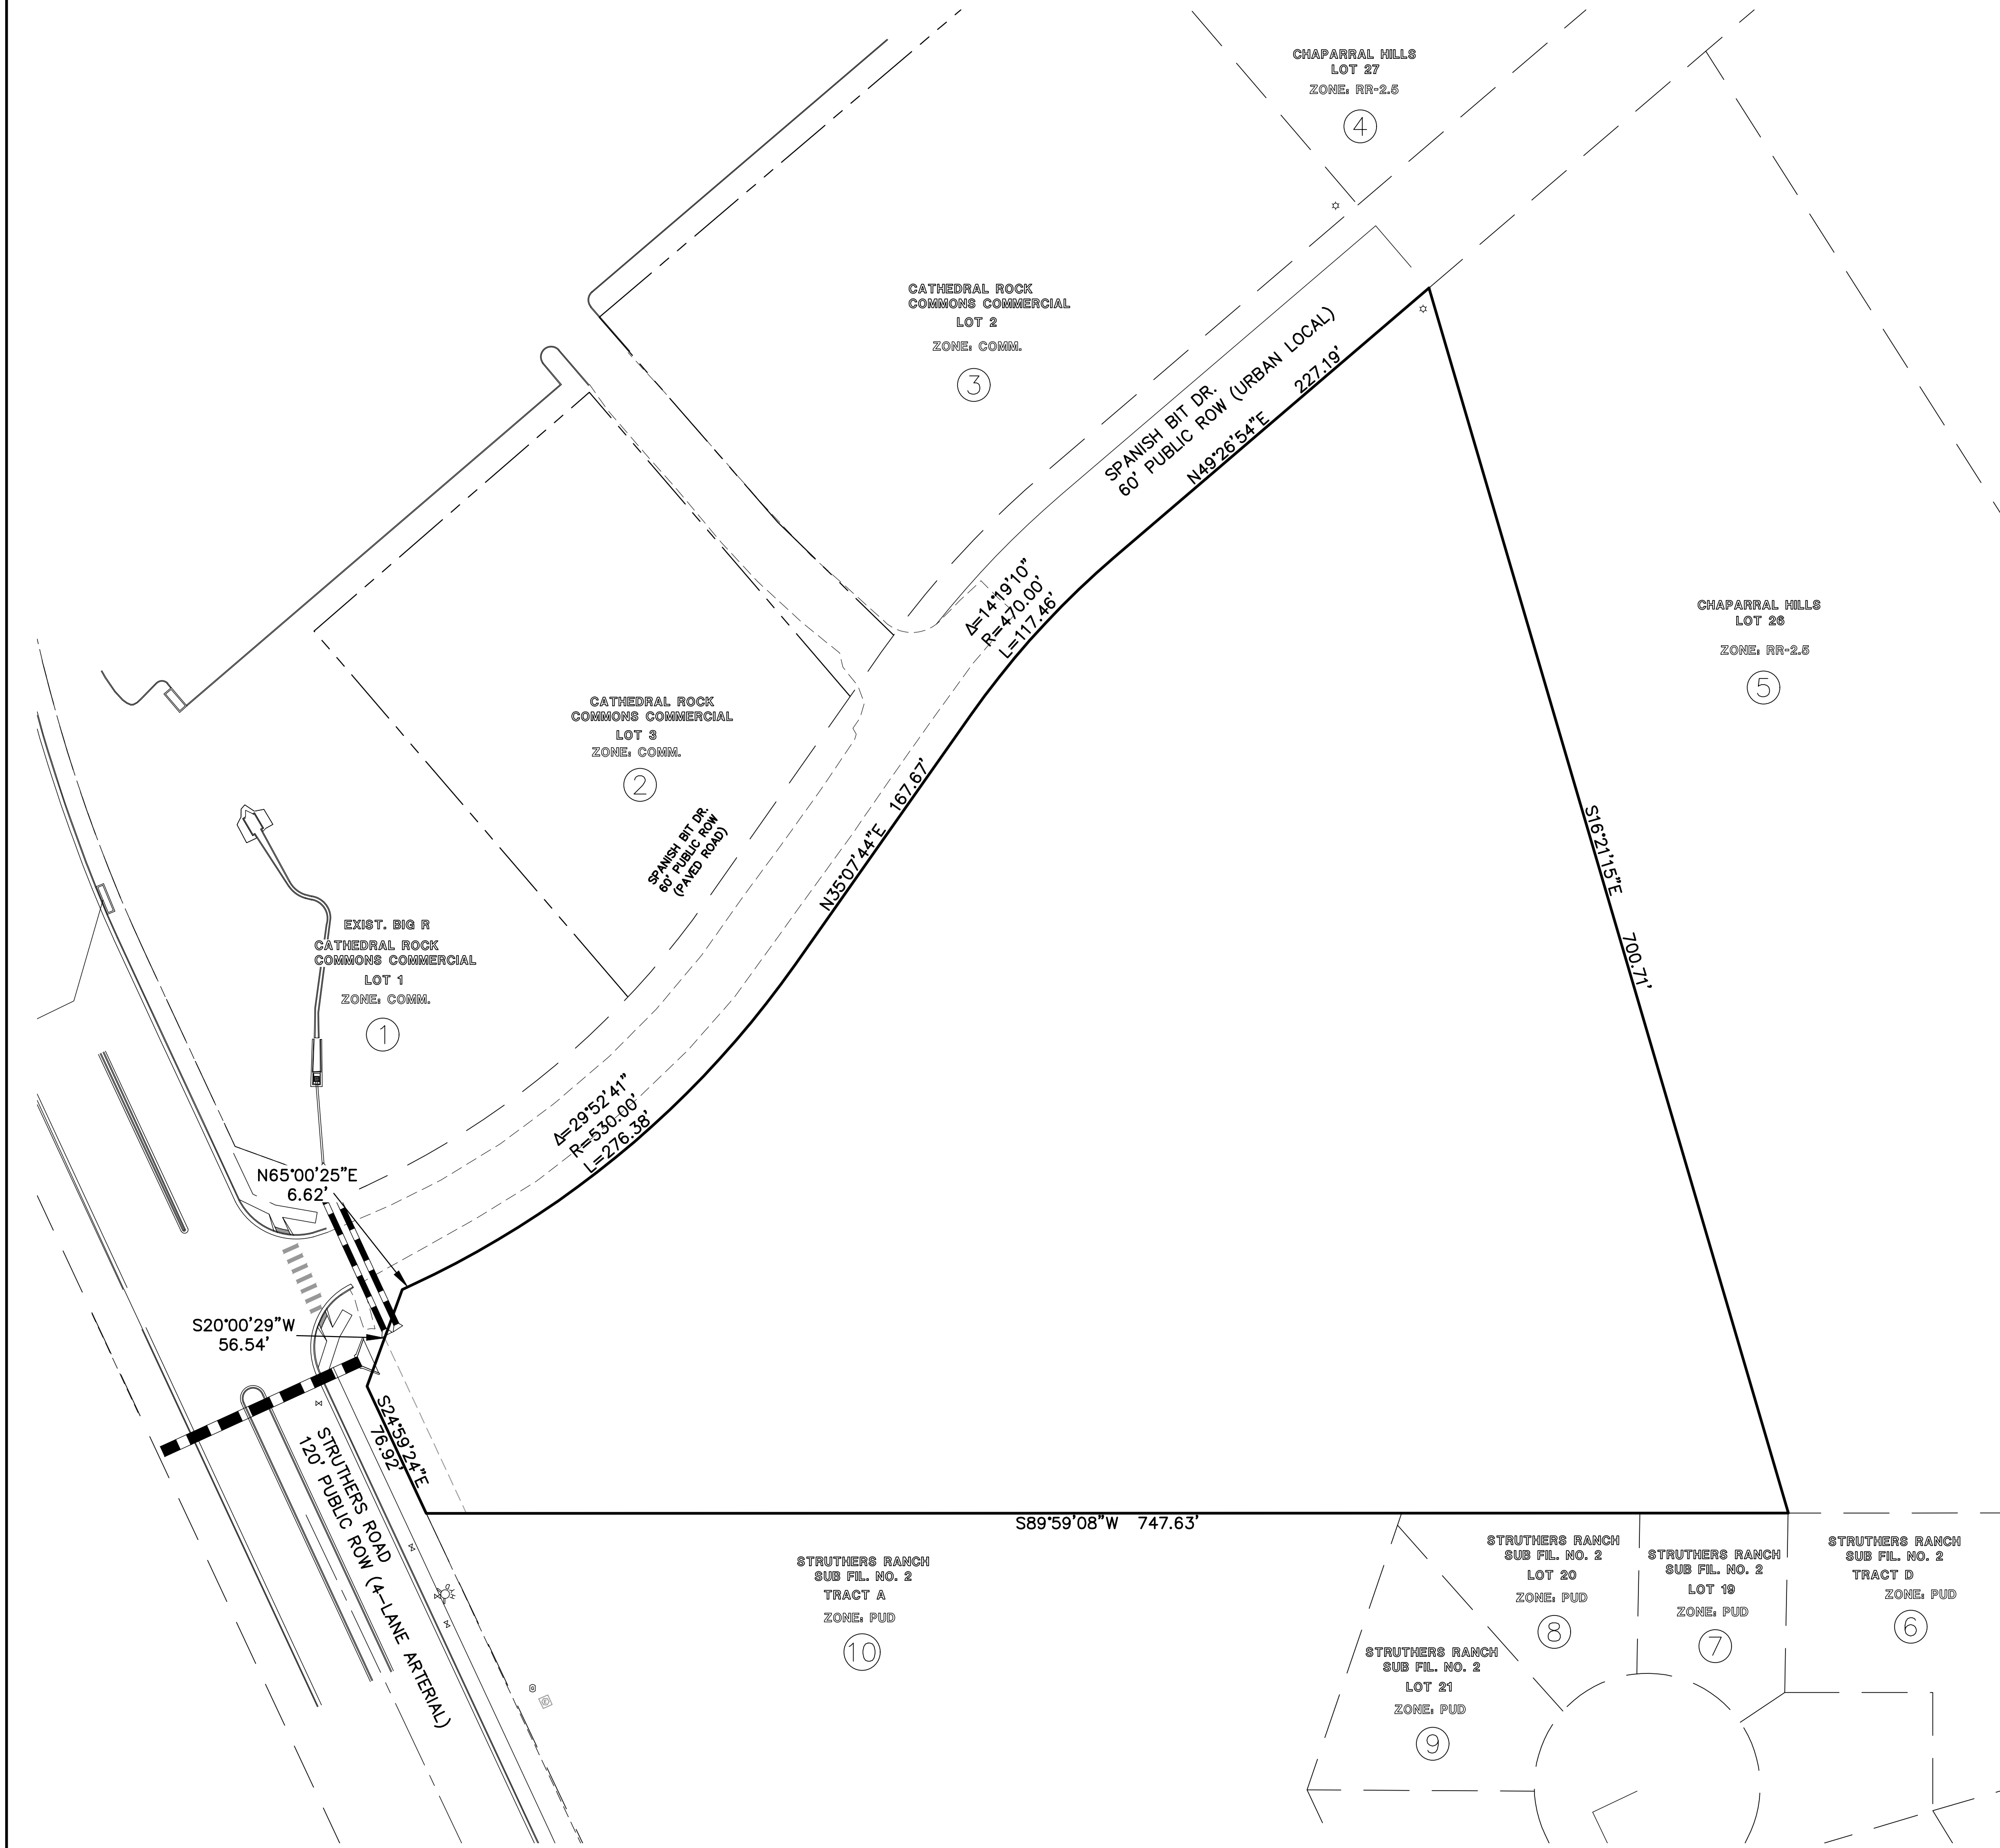 CHAPARRAL HILLS
LOT 27
ZONE: RR-2.5
4
CATHEDRAL ROCK
COMMONS COMMERCIAL
LOT 2
ZONE: COMM.
3
SPANISH BIT DR.
60' PUBLIC ROW (URBAN LOCAL)
N49°26'54"E 227.19'
Δ=14°19'10"
R=470.00'
L=117.46'
CHAPARRAL HILLS
LOT 26
ZONE: RR-2.5
5
CATHEDRAL ROCK
COMMONS COMMERCIAL
LOT 3
ZONE: COMM.
2
SPANISH BIT DR.
60' PUBLIC ROW
(PAVED ROAD)
N35°07'44"E 167.67'
S16°21'15"E 700.71'
EXIST. BIG R
CATHEDRAL ROCK
COMMONS COMMERCIAL
LOT 1
ZONE: COMM.
1
Δ=29°52'41"
R=530.00'
L=276.38'
N65°00'25"E
6.62'
S20°00'29"W
56.54'
S24°59'24"E
76.92'
STRUTHERS ROAD
120' PUBLIC ROW (4-LANE ARTERIAL)
S89°59'08"W 747.63'
STRUTHERS RANCH
SUB FIL. NO. 2
TRACT A
ZONE: PUD
10
STRUTHERS RANCH
SUB FIL. NO. 2
LOT 20
ZONE: PUD
8
STRUTHERS RANCH
SUB FIL. NO. 2
LOT 19
ZONE: PUD
7
STRUTHERS RANCH
SUB FIL. NO. 2
TRACT D
ZONE: PUD
6
STRUTHERS RANCH
SUB FIL. NO. 2
LOT 21
ZONE: PUD
9